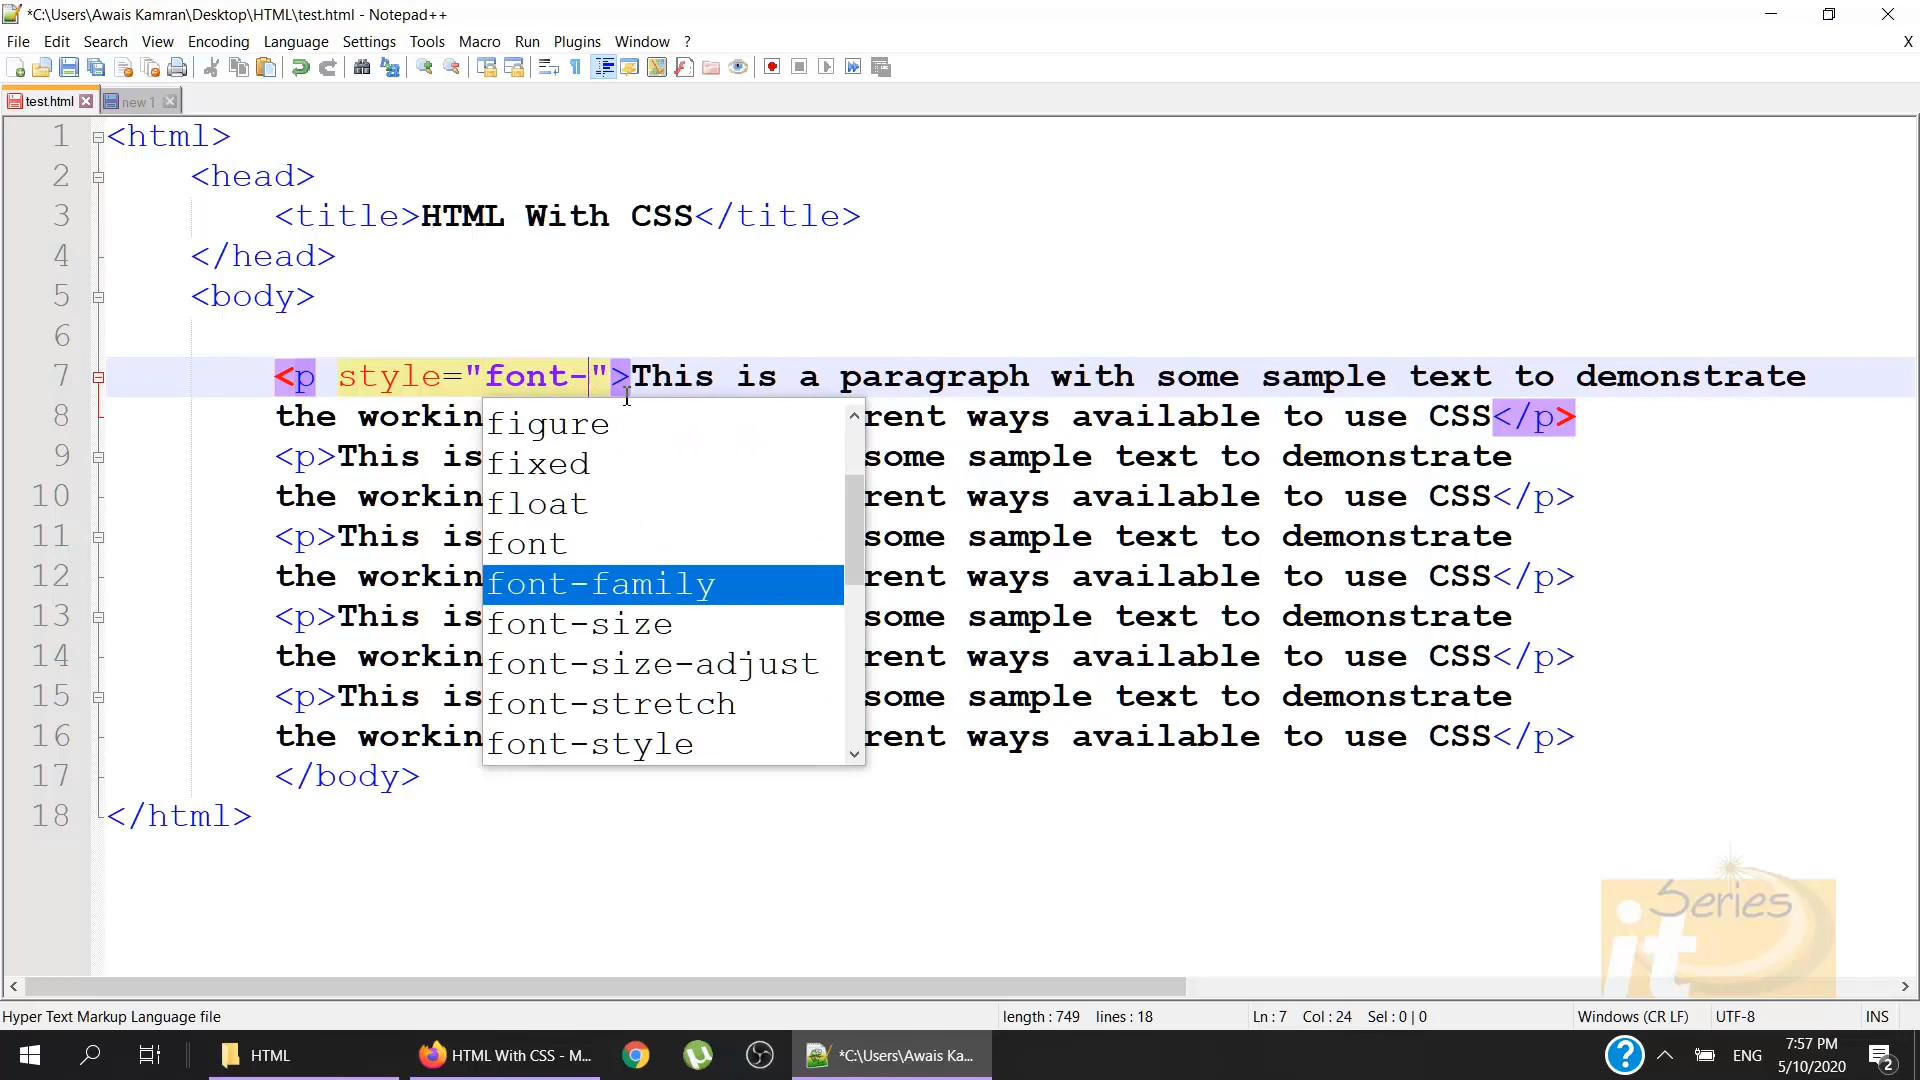 *C:\Users\Awais Kamran\Desktop\HTML\test.html - Notepad++
File Edit Search View Encoding Language Settings Tools Macro Run Plugins Window ? X
test.html new 1
1 <html>
2 <head>
3 <title>HTML With CSS</title>
4 </head>
5 <body>
6
7 <p style="font-">This is a paragraph with some sample text to demonstrate
8 the workin rent ways available to use CSS</p>
9 <p>This is some sample text to demonstrate
10 the workin rent ways available to use CSS</p>
11 <p>This is some sample text to demonstrate
12 the workin rent ways available to use CSS</p>
13 <p>This is some sample text to demonstrate
14 the workin rent ways available to use CSS</p>
15 <p>This is some sample text to demonstrate
16 the workin rent ways available to use CSS</p>
17 </body>
18 </html>
figure
fixed
float
font
font-family
font-size
font-size-adjust
font-stretch
font-style
Series
it
Hyper Text Markup Language file length : 749 lines : 18 Ln : 7 Col : 24 Sel : 0 | 0 Windows (CR LF) UTF-8 INS
HTML HTML With CSS - M... *C:\Users\Awais Ka... ? ENG 7:57 PM
5/10/2020 2